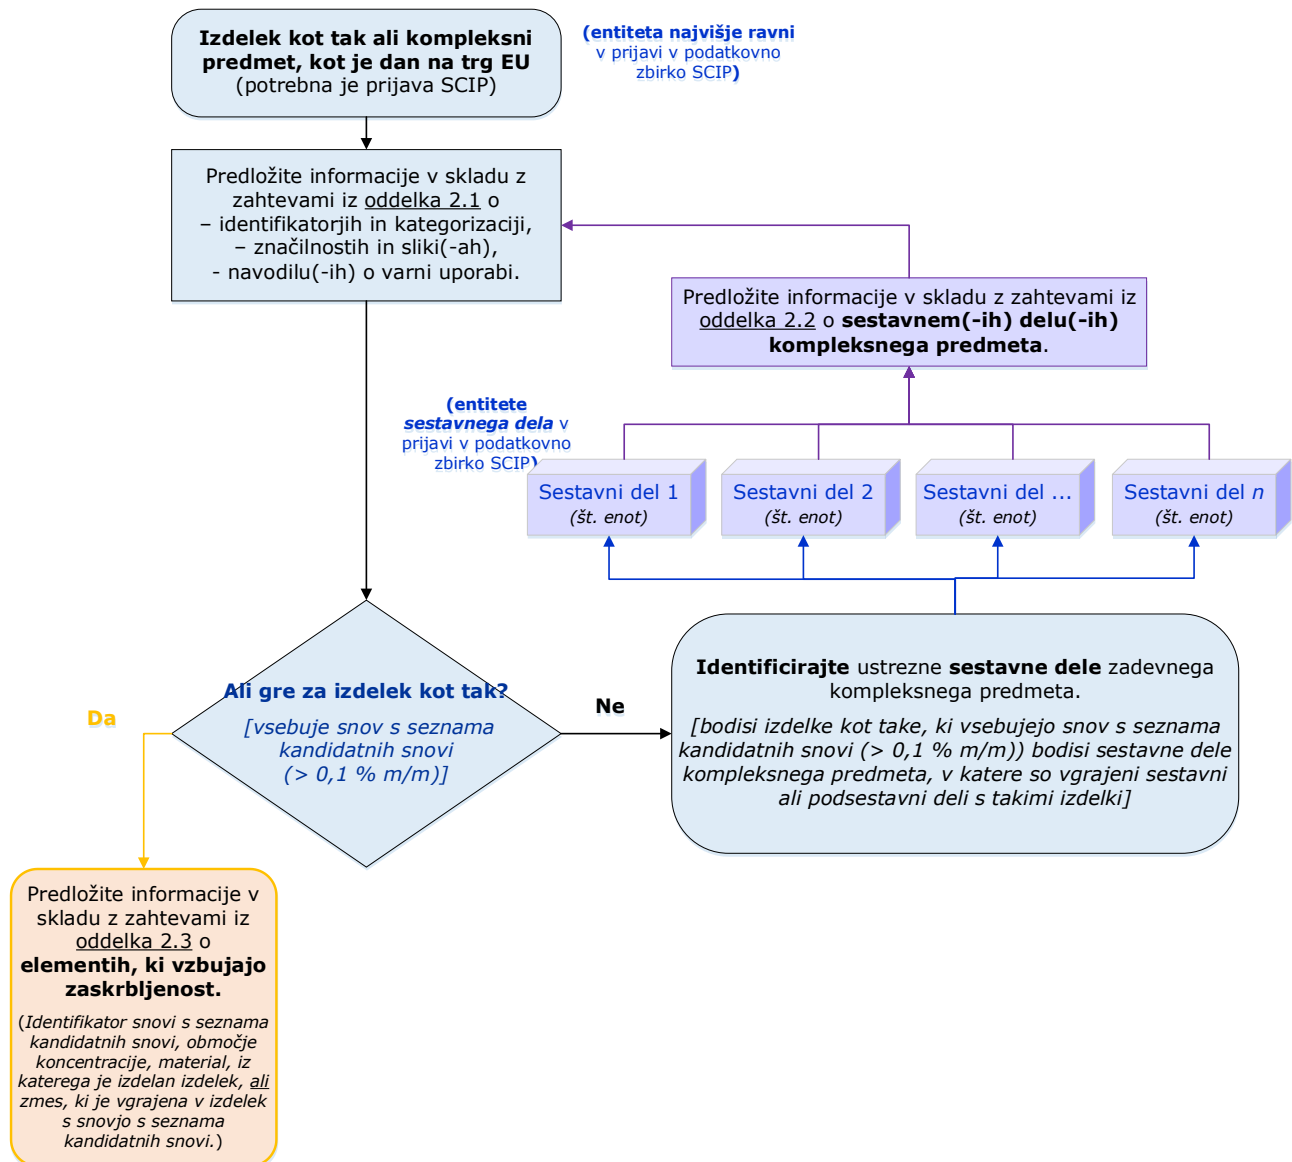 Izdelek kot tak ali kompleksni
predmet, kot je dan na trg EU
(potrebna je prijava SCIP)
(entiteta najvišje ravni
v prijavi v podatkovno
zbirko SCIP)
Predložite informacije v skladu z
zahtevami iz oddelka 2.1 o
– identifikatorjih in kategorizaciji,
– značilnostih in sliki(-ah),
- navodilu(-ih) o varni uporabi.
Predložite informacije v skladu z zahtevami iz
oddelka 2.2 o sestavnem(-ih) delu(-ih)
kompleksnega predmeta.
(entitete
sestavnega dela v
prijavi v podatkovno
zbirko SCIP)
Sestavni del 1
(št. enot)
Sestavni del 2
(št. enot)
Sestavni del ...
(št. enot)
Sestavni del n
(št. enot)
Ali gre za izdelek kot tak?
[vsebuje snov s seznama
kandidatnih snovi
(> 0,1 % m/m)]
Da
Ne
Identificirajte ustrezne sestavne dele zadevnega
kompleksnega predmeta.
[bodisi izdelke kot take, ki vsebujejo snov s seznama
kandidatnih snovi (> 0,1 % m/m)) bodisi sestavne dele
kompleksnega predmeta, v katere so vgrajeni sestavni
ali podsestavni deli s takimi izdelki]
Predložite informacije v
skladu z zahtevami iz
oddelka 2.3 o
elementih, ki vzbujajo
zaskrbljenost.
(Identifikator snovi s seznama
kandidatnih snovi, območje
koncentracije, material, iz
katerega je izdelan izdelek, ali
zmes, ki je vgrajena v izdelek
s snovjo s seznama
kandidatnih snovi.)